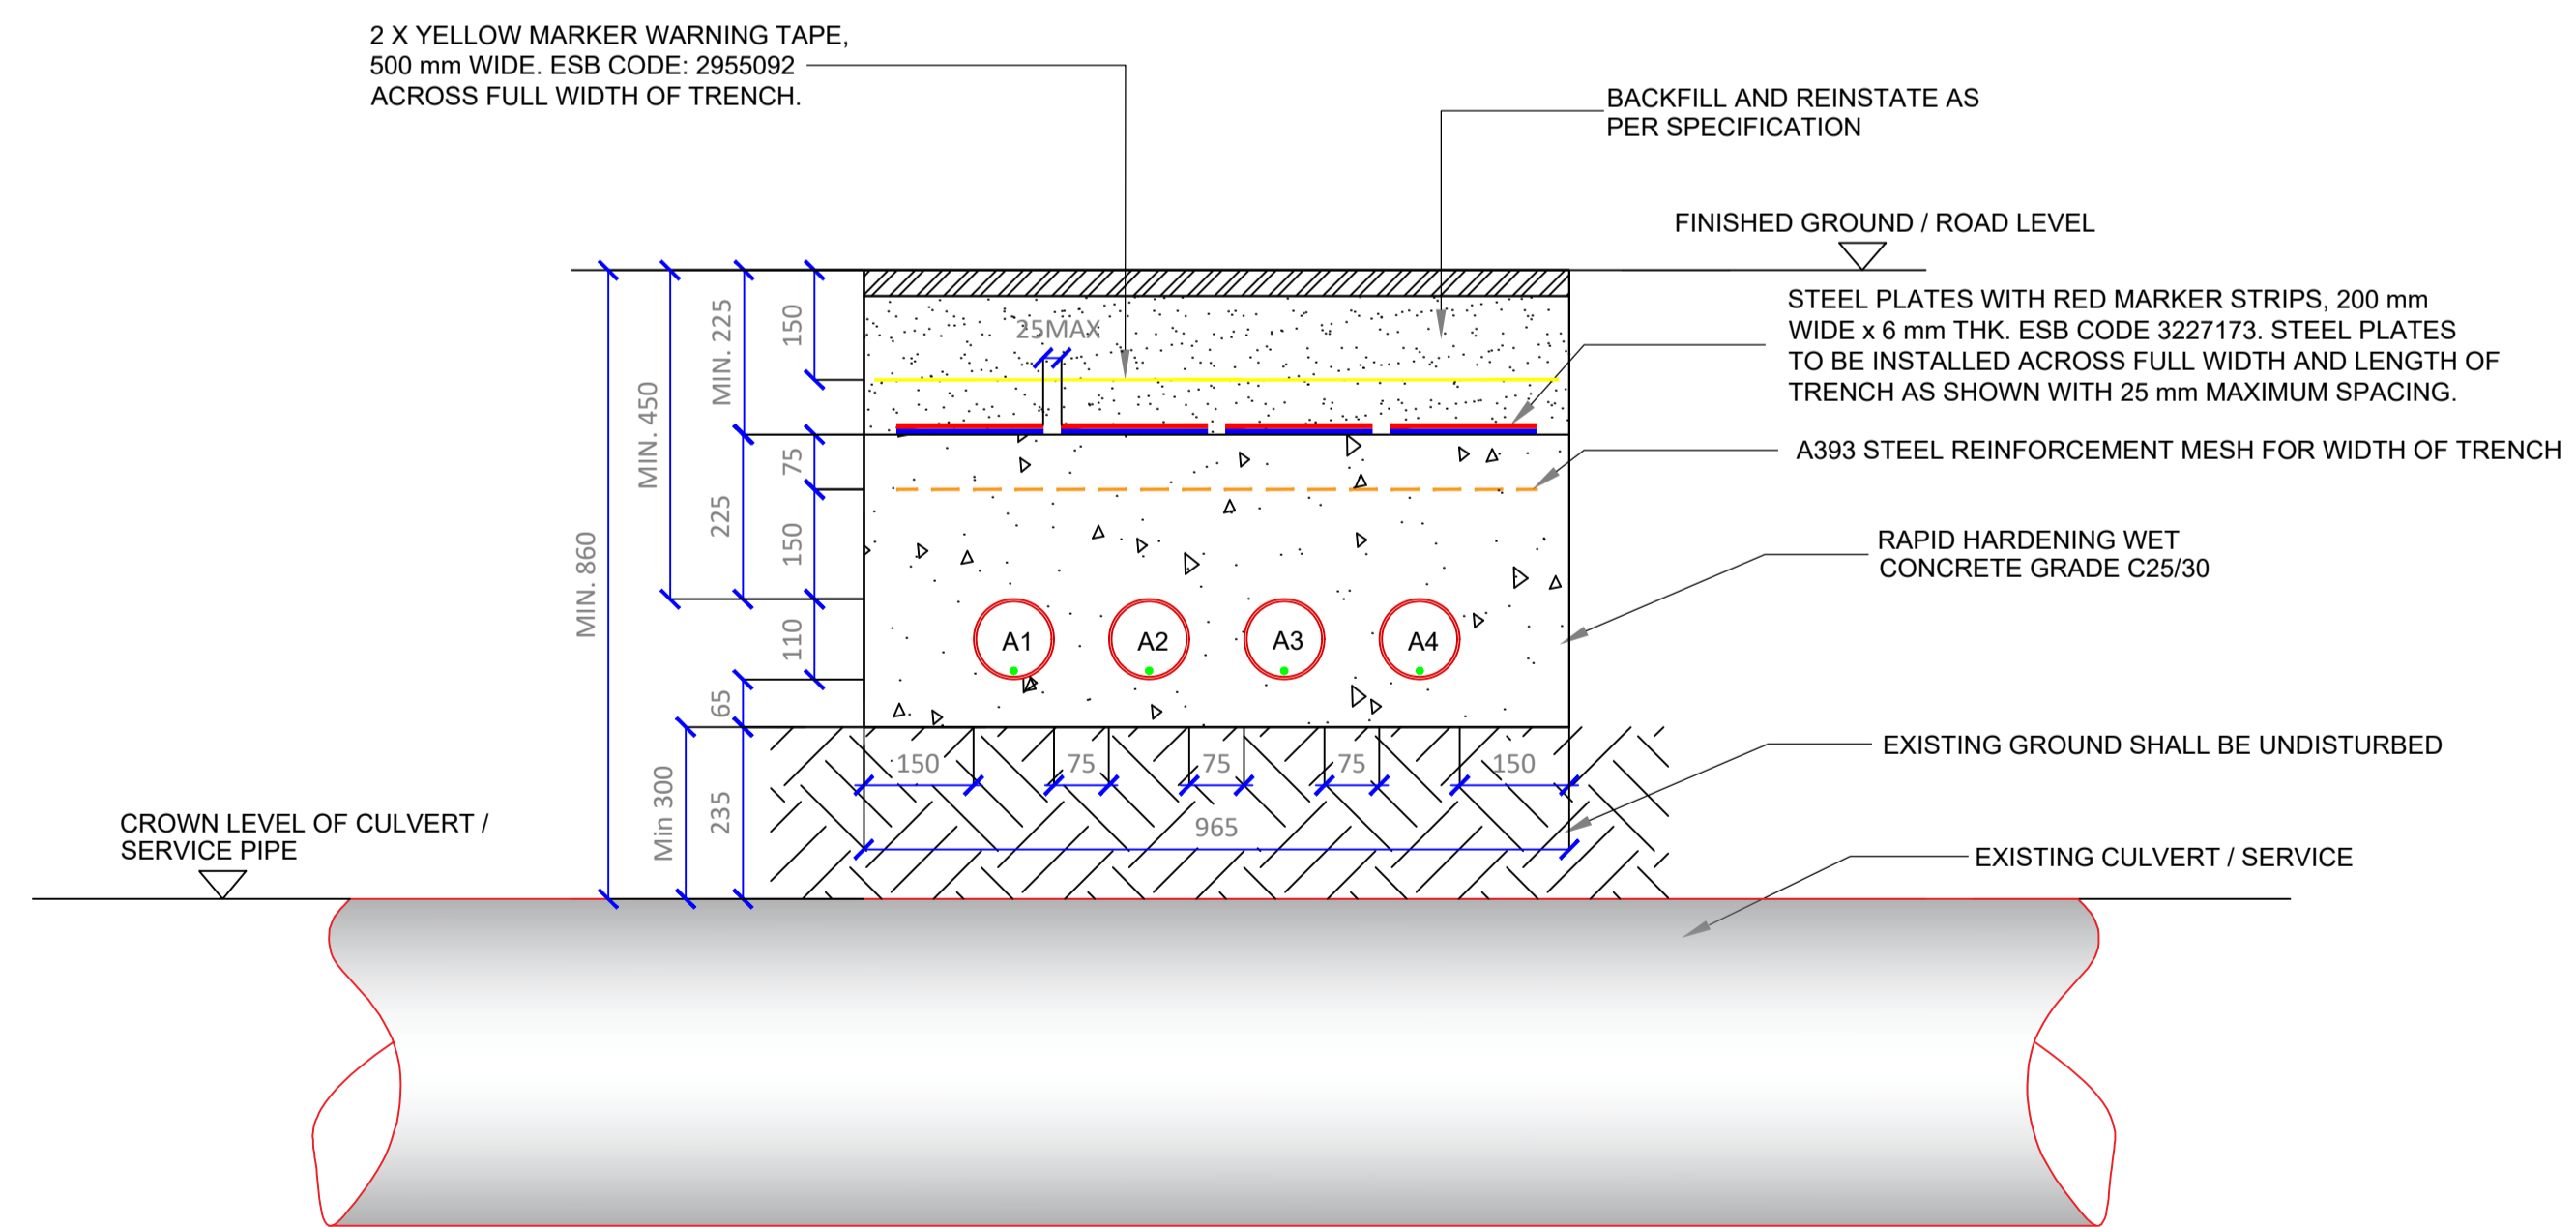 2 X YELLOW MARKER WARNING TAPE,
500 mm WIDE. ESB CODE: 2955092
ACROSS FULL WIDTH OF TRENCH.
BACKFILL AND REINSTATE AS
PER SPECIFICATION
FINISHED GROUND / ROAD LEVEL
STEEL PLATES WITH RED MARKER STRIPS, 200 mm
WIDE x 6 mm THK. ESB CODE 3227173. STEEL PLATES
TO BE INSTALLED ACROSS FULL WIDTH AND LENGTH OF
TRENCH AS SHOWN WITH 25 mm MAXIMUM SPACING.
A393 STEEL REINFORCEMENT MESH FOR WIDTH OF TRENCH
RAPID HARDENING WET
CONCRETE GRADE C25/30
EXISTING GROUND SHALL BE UNDISTURBED
EXISTING CULVERT / SERVICE
CROWN LEVEL OF CULVERT /
SERVICE PIPE
MIN. 860
MIN. 450
MIN. 225
150
25MAX
75
225
150
110
65
Min 300
235
A1
A2
A3
A4
150
75
75
75
150
965